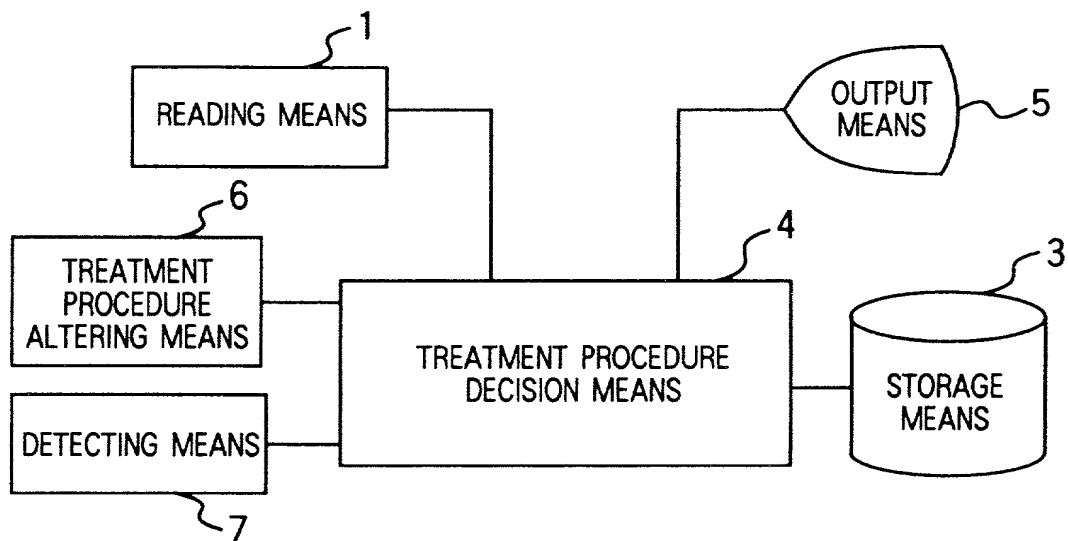 1
READING MEANS
OUTPUT
MEANS
5
6
TREATMENT
PROCEDURE
ALTERING MEANS
4
TREATMENT PROCEDURE
DECISION MEANS
3
STORAGE
MEANS
DETECTING MEANS
7